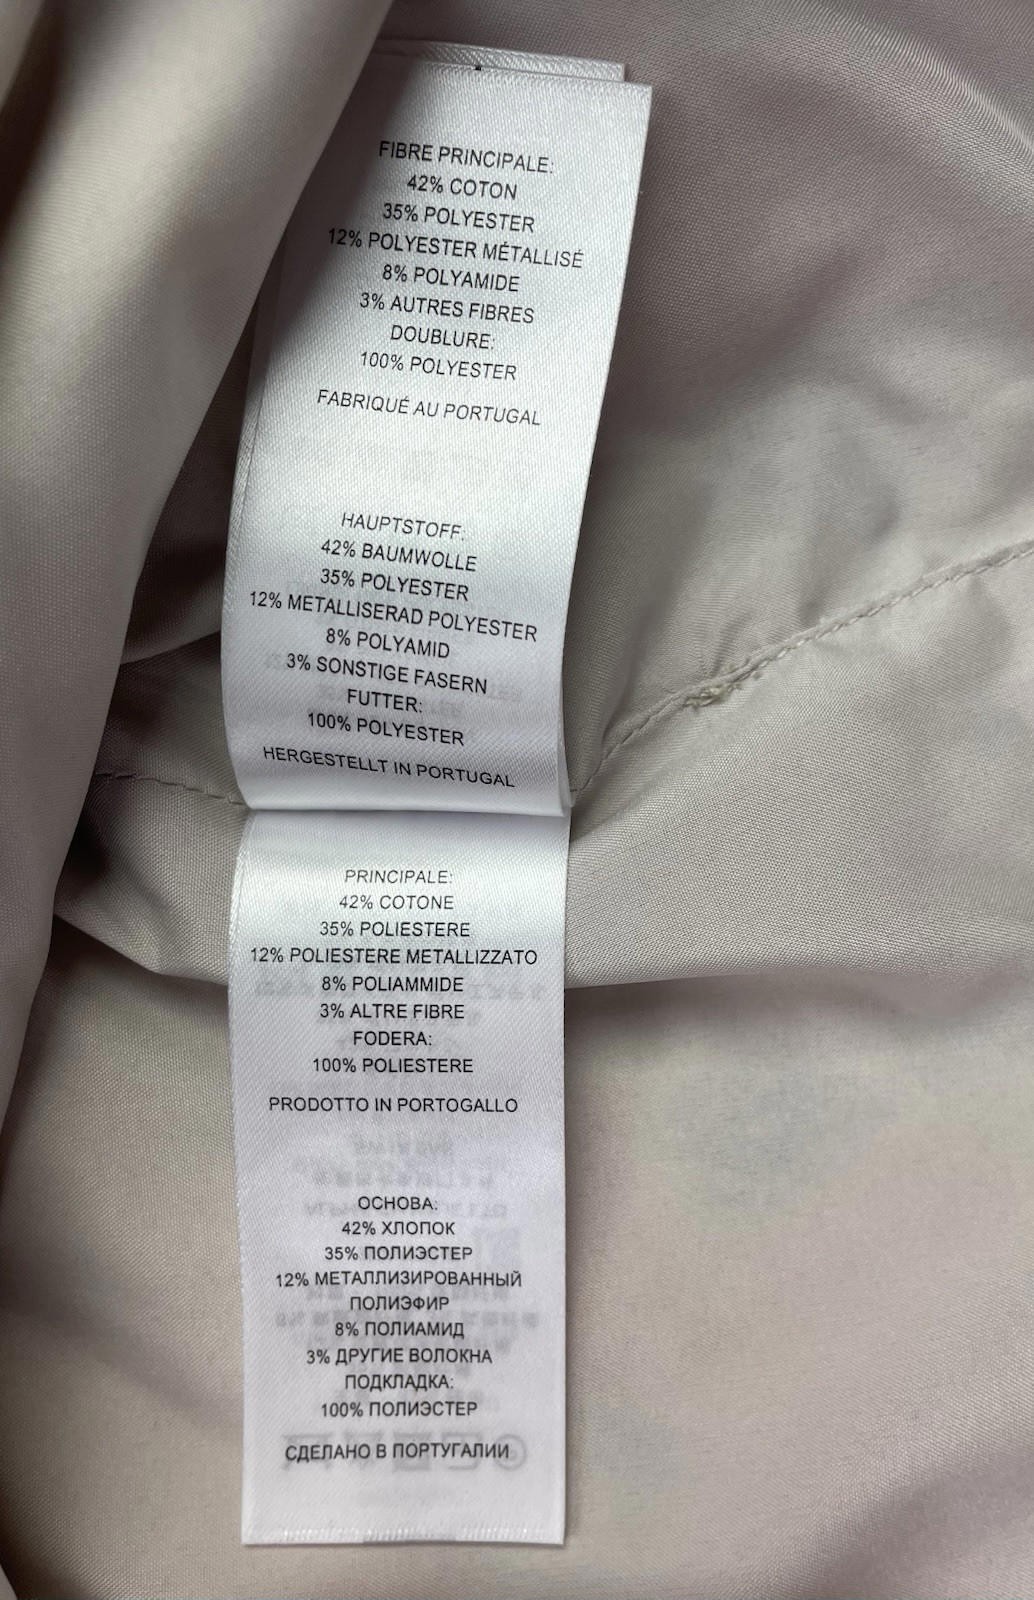 FIBRE PRINCIPALE:
42% COTON
35% POLYESTER
12% POLYESTER MÉTALLISÉ
8% POLYAMIDE
3% AUTRES FIBRES
DOUBLURE:
100% POLYESTER
FABRIQUÉ AU PORTUGAL
HAUPTSTOFF:
42% BAUMWOLLE
35% POLYESTER
12% METALLISERAD POLYESTER
8% POLYAMID
3% SONSTIGE FASERN
FUTTER:
100% POLYESTER
HERGESTELLT IN PORTUGAL
PRINCIPALE:
42% COTONE
35% POLIESTERE
12% POLIESTERE METALLIZZATO
8% POLIAMMIDE
3% ALTRE FIBRE
FODERA:
100% POLIESTERE
PRODOTTO IN PORTOGALLO
ОСНОВА:
42% ХЛОПОК
35% ПОЛИЭСТЕР
12% МЕТАЛЛИЗИРОВАННЫЙ
ПОЛИЭФИР
8% ПОЛИАМИД
3% ДРУГИЕ ВОЛОКНА
ПОДКЛАДКА:
100% ПОЛИЭСТЕР
СДЕЛАНО В ПОРТУГАЛИИ